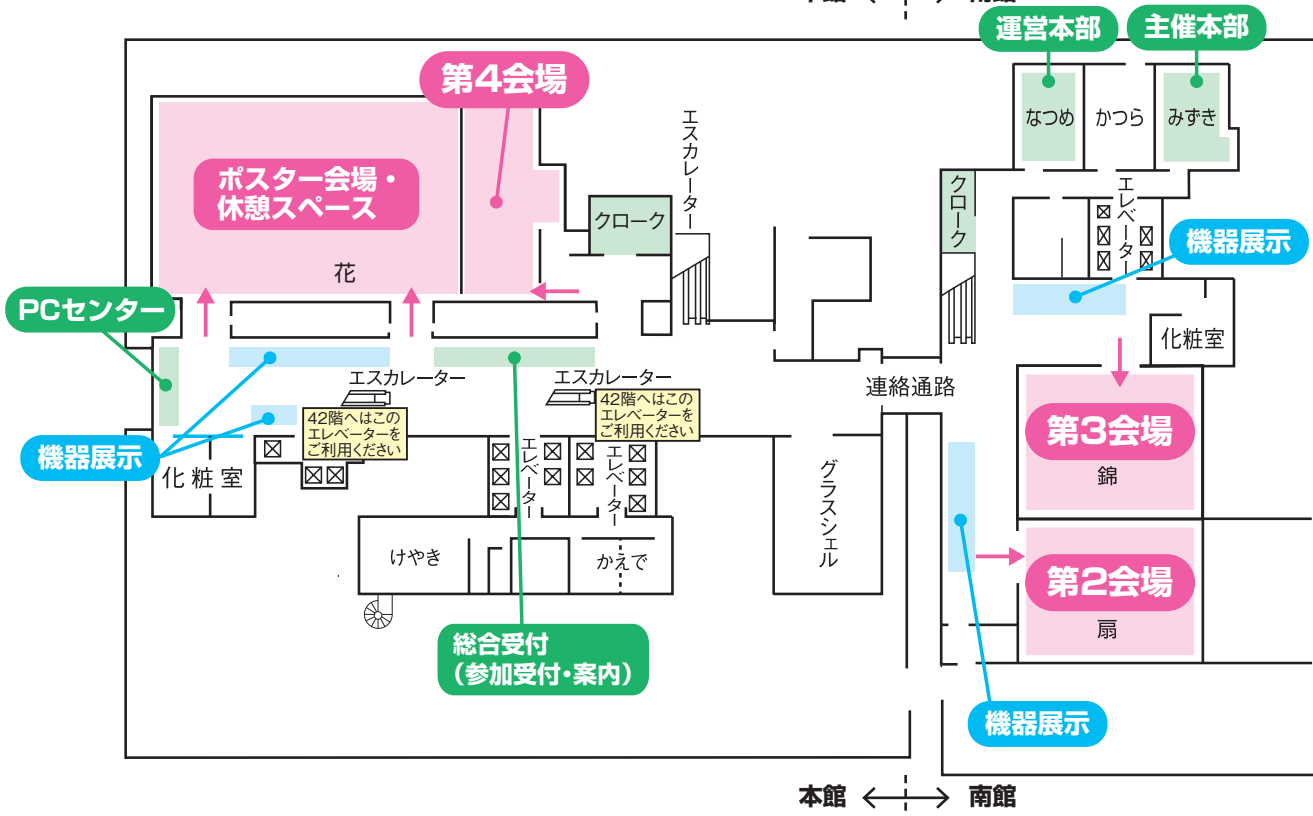 本館
南館
運営本部
主催本部
第4会場
なつめ
かつら
みずき
エスカレーター
ポスター会場・
休憩スペース
クローク
クローク
エレベーター
機器展示
花
PCセンター
化粧室
エスカレーター
エスカレーター
連絡通路
42階へはこの
エレベーターを
ご利用ください
42階へはこの
エレベーターを
ご利用ください
第3会場
錦
機器展示
化粧室
エレベーター
エレベーター
グラスシェル
けやき
かえで
第2会場
扇
総合受付
(参加受付・案内)
機器展示
本館
南館